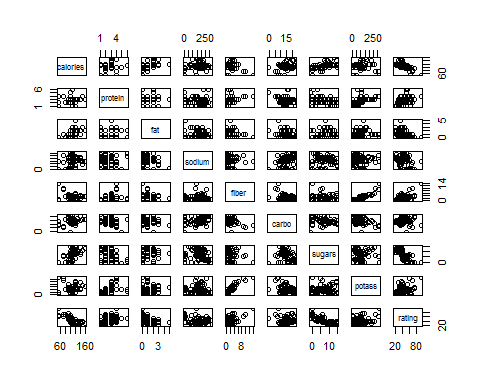 1 4 0 250 0 15 0 250
calories 60
1 6 protein
fat 0 5
0 sodium
fiber 0 14
0 carbo
sugars 0
0 potass
rating 20
60 160 0 3 0 8 0 10 20 80